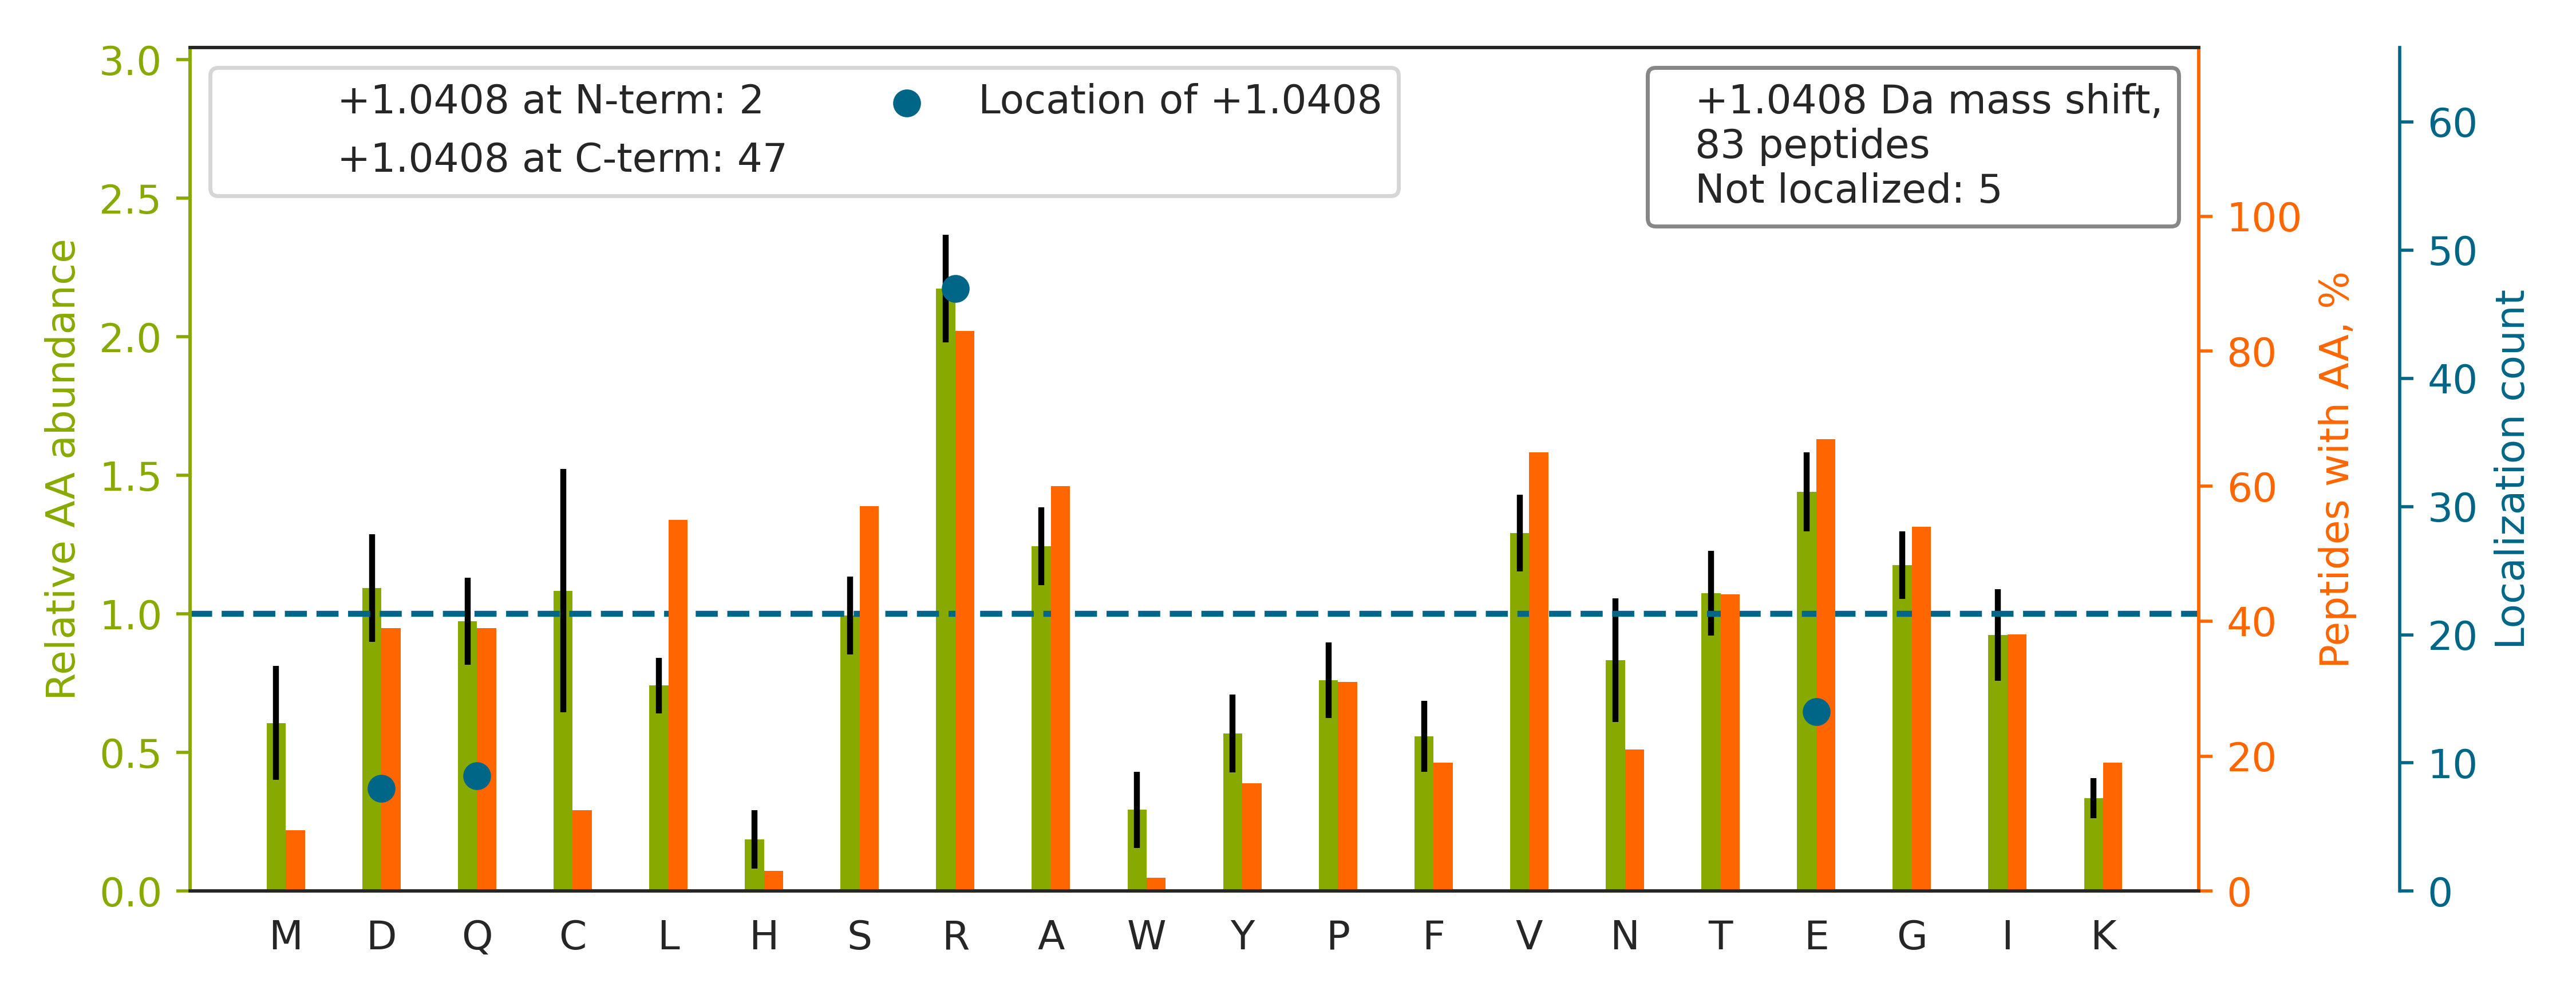 +1.0408 at N-term: 2
+1.0408 at C-term: 47
Location of +1.0408
+1.0408 Da mass shift,
83 peptides
Not localized: 5
Relative AA abundance
3.0
2.5
2.0
1.5
1.0
0.5
0.0
M D Q C L H S R A W Y P F V N T E G I K
100
80
60
40
20
0
Peptides with AA, %
60
50
40
30
20
10
0
Localization count